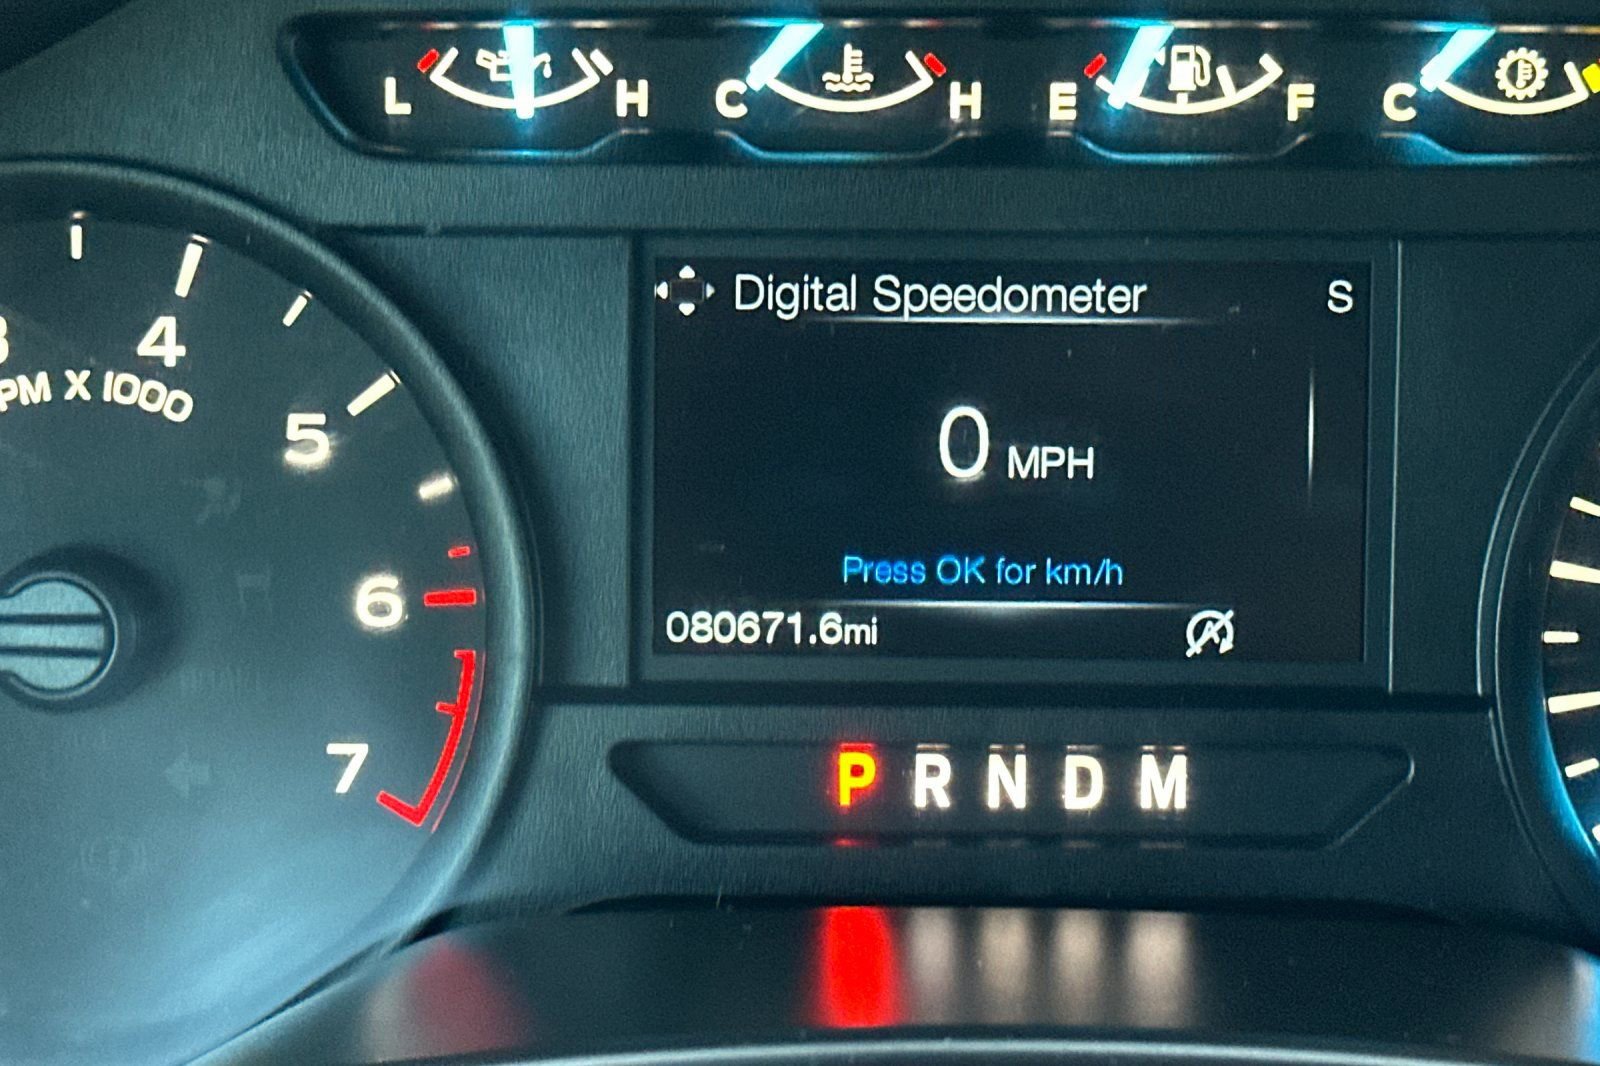 L H C H E F C
Digital Speedometer S
4
PM X 1000
5
0 MPH
Press OK for km/h
6
080671.6mi
7
P R N D M